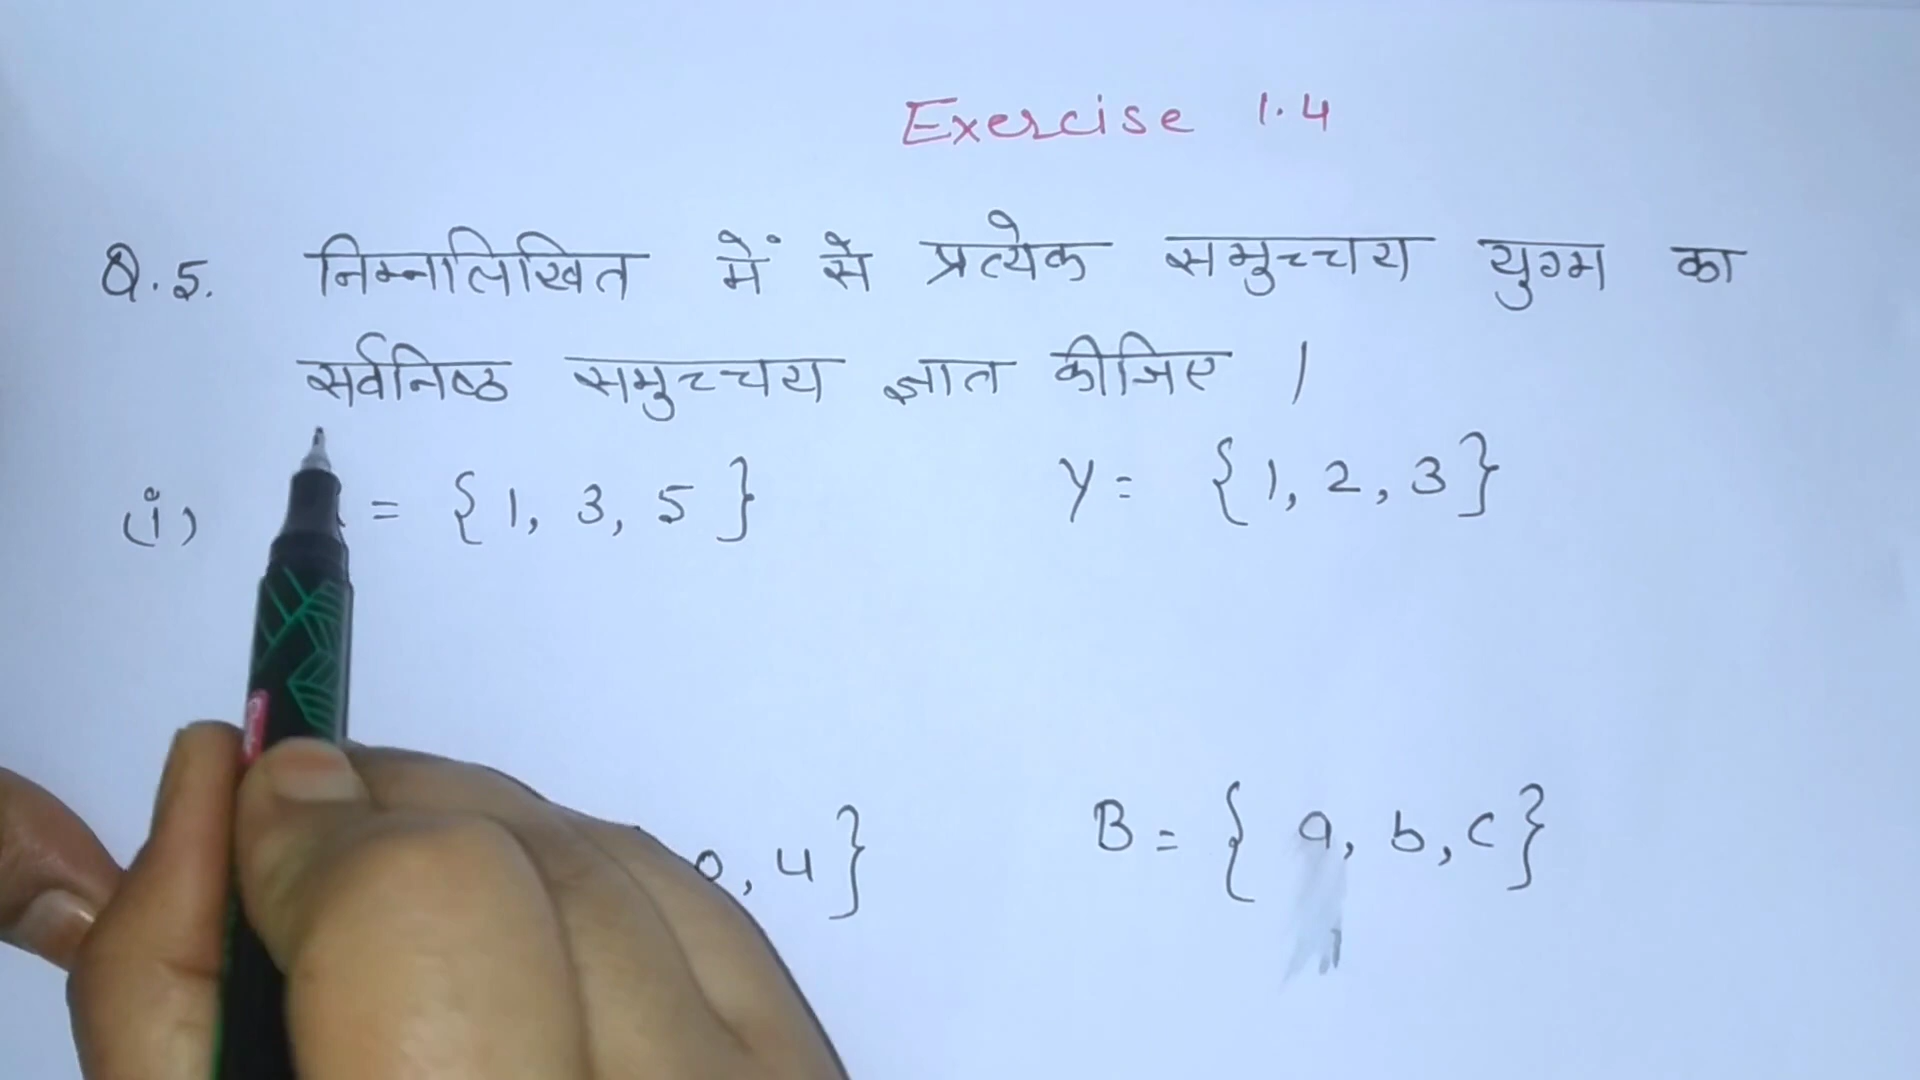 Exercise 1.4
Q.5. निम्नलिखित में से प्रत्येक समुच्चय युग्म का
सर्वनिष्ठ समुच्चय ज्ञात कीजिए ।
(i) = {1, 3, 5} Y = {1, 2, 3}
, 4} B = { a, b, c}